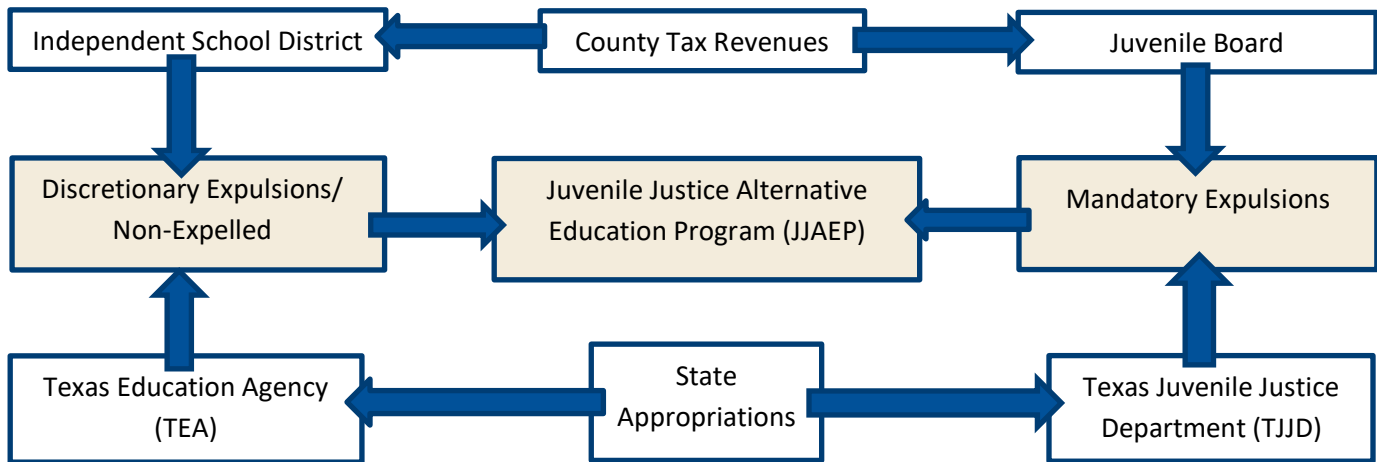 Independent School District
County Tax Revenues
Juvenile Board
Discretionary Expulsions/
Non-Expelled
Juvenile Justice Alternative
Education Program (JJAEP)
Mandatory Expulsions
Texas Education Agency
(TEA)
State
Appropriations
Texas Juvenile Justice
Department (TJJD)